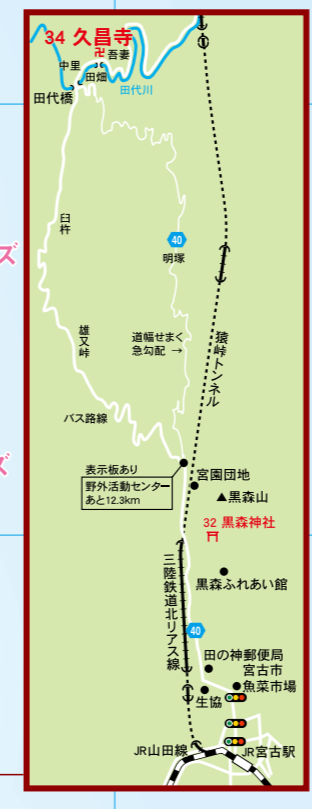 34 久昌寺
吾妻
中里
田畑
田代川
田代橋
臼杵
40
明塚
ズ
雄又峠
道幅せまく
急勾配 →
猿峠トンネル
バス路線
ズ
表示板あり
野外活動センター
あと12.3km
宮園団地
▲黒森山
32 黒森神社
三陸鉄道北リアス線
黒森ふれあい館
40
田の神郵便局
宮古市
魚菜市場
生協
JR山田線
JR宮古駅